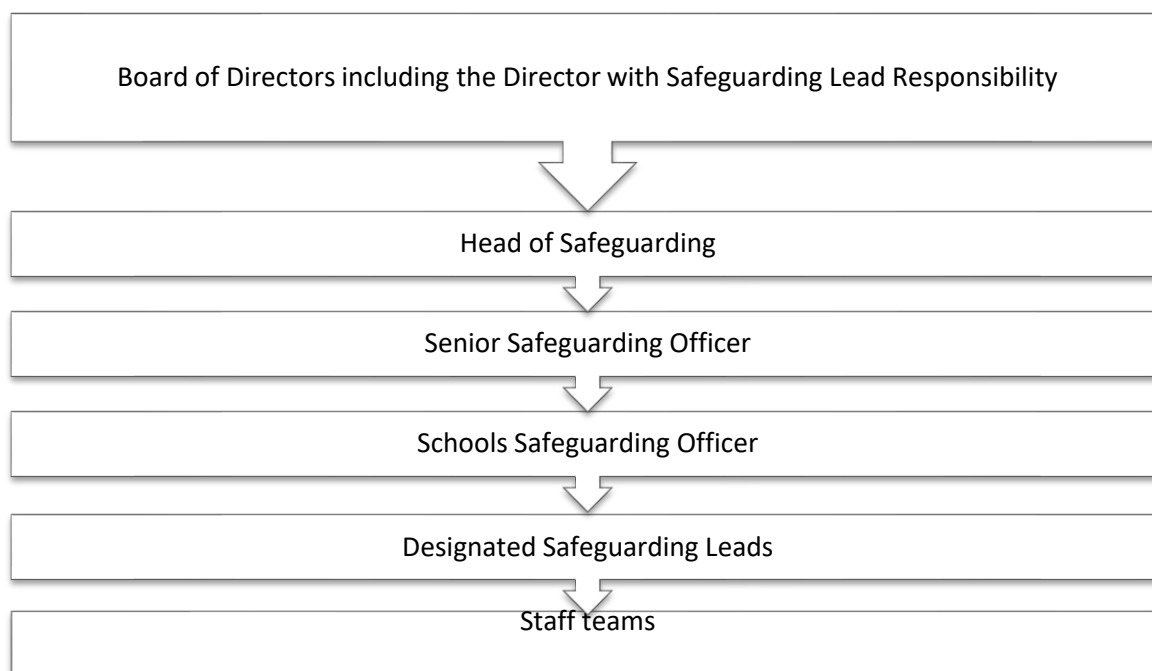 Board of Directors including the Director with Safeguarding Lead Responsibility
Head of Safeguarding
Senior Safeguarding Officer
Schools Safeguarding Officer
Designated Safeguarding Leads
Staff teams